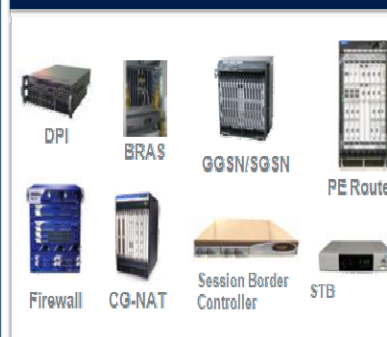 DPI
BRAS
GGSN/SGSN
PE Route
Firewall
CG-NAT
Session Border
Controller
STB